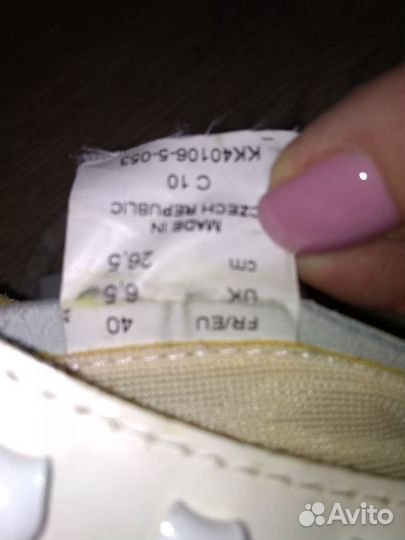 FR/EU 40
UK 6,5
cm 26,5
MADE IN
CZECH REPUBLIC
C 10
KK40106-5-053
Avito